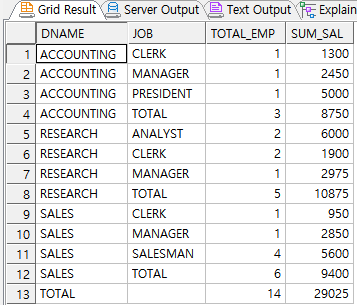 Grid Result Server Output Text Output Explain
DNAME JOB TOTAL_EMP SUM_SAL
1 ACCOUNTING CLERK 1 1300
2 ACCOUNTING MANAGER 1 2450
3 ACCOUNTING PRESIDENT 1 5000
4 ACCOUNTING TOTAL 3 8750
5 RESEARCH ANALYST 2 6000
6 RESEARCH CLERK 2 1900
7 RESEARCH MANAGER 1 2975
8 RESEARCH TOTAL 5 10875
9 SALES CLERK 1 950
10 SALES MANAGER 1 2850
11 SALES SALESMAN 4 5600
12 SALES TOTAL 6 9400
13 TOTAL 14 29025